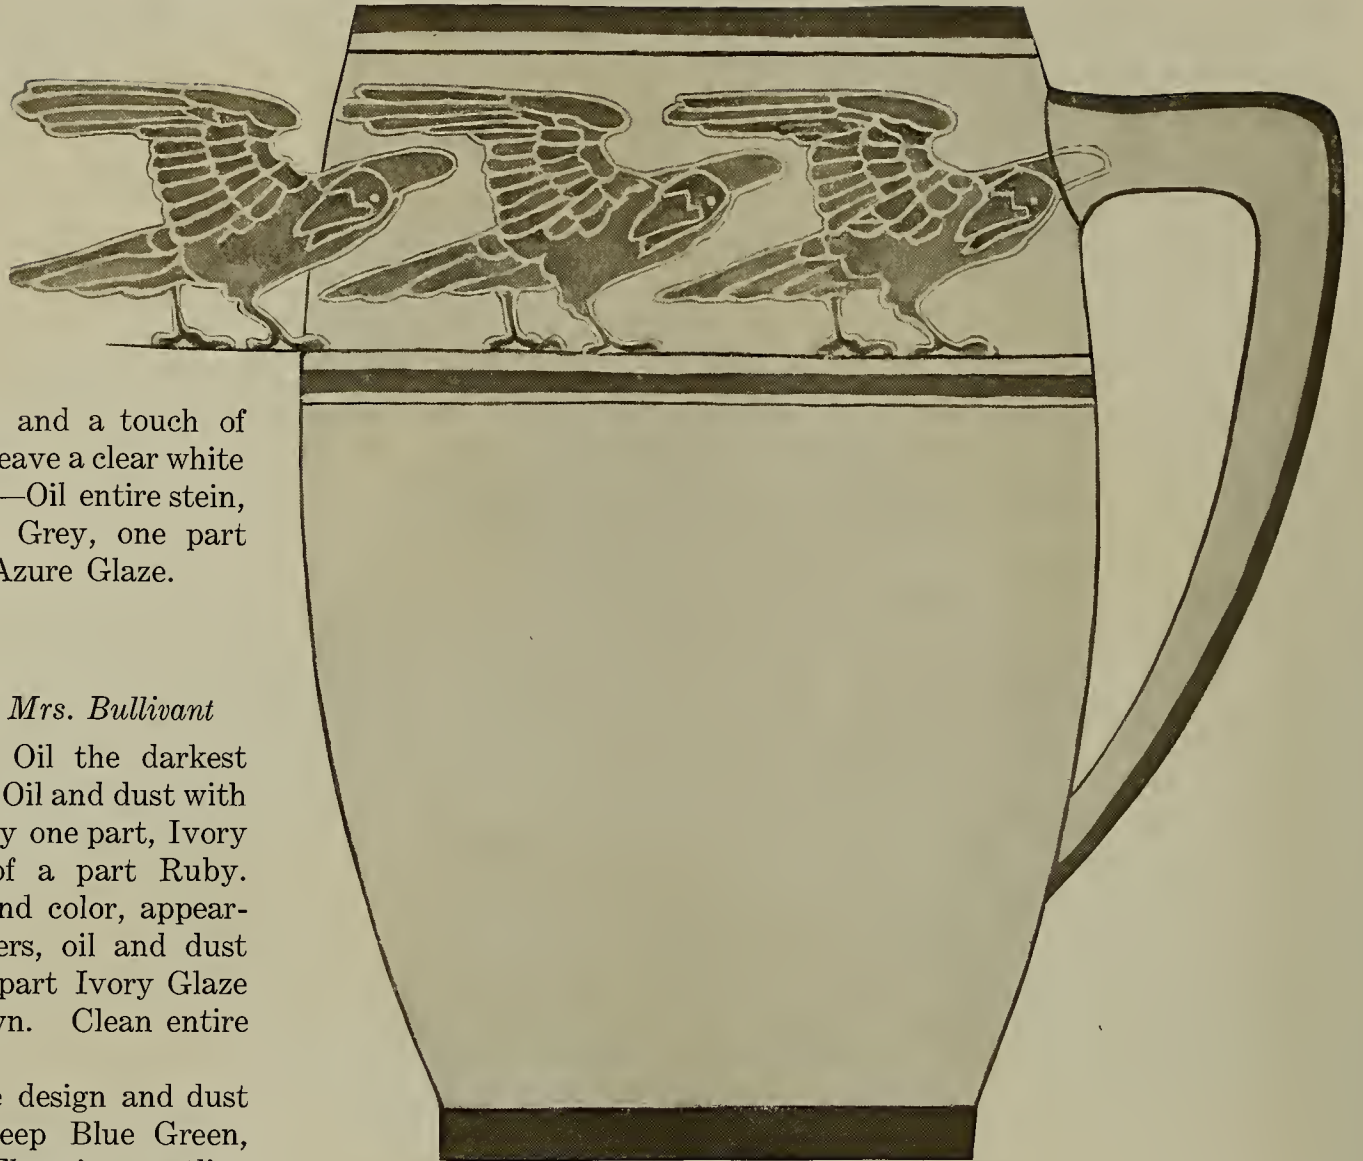 and a touch of
eave a clear white
—Oil entire stein,
Grey, one part
Azure Glaze.
Mrs. Bullivant
Oil the darkest
Oil and dust with
y one part, Ivory
of a part Ruby.
nd color, appear-
ers, oil and dust
part Ivory Glaze
vn. Clean entire
e design and dust
eep Blue Green,